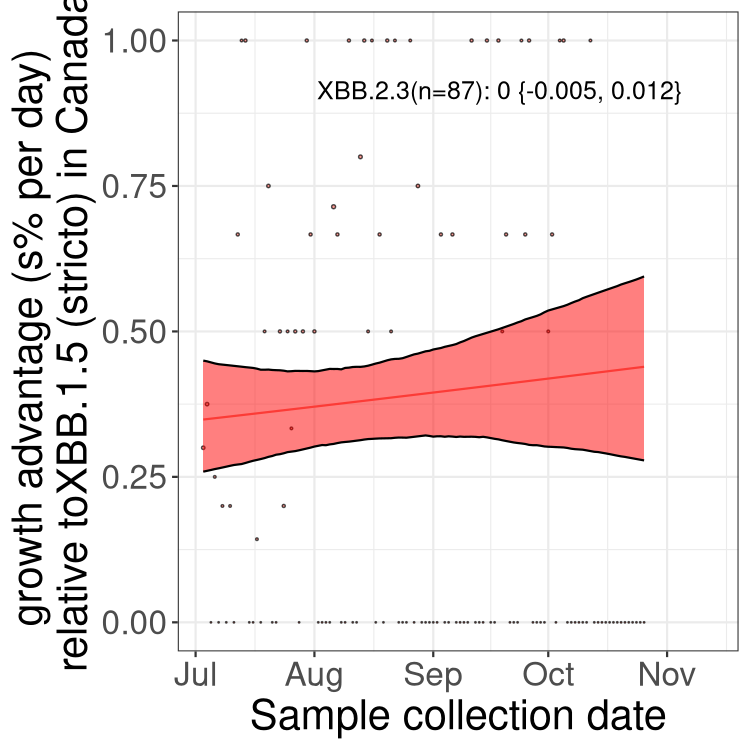 growth advantage (s% per day)
relative toXBB.1.5 (stricto) in Canada
1.00
0.75
0.50
0.25
0.00
XBB.2.3(n=87): 0 {-0.005, 0.012}
Jul Aug Sep Oct Nov
Sample collection date